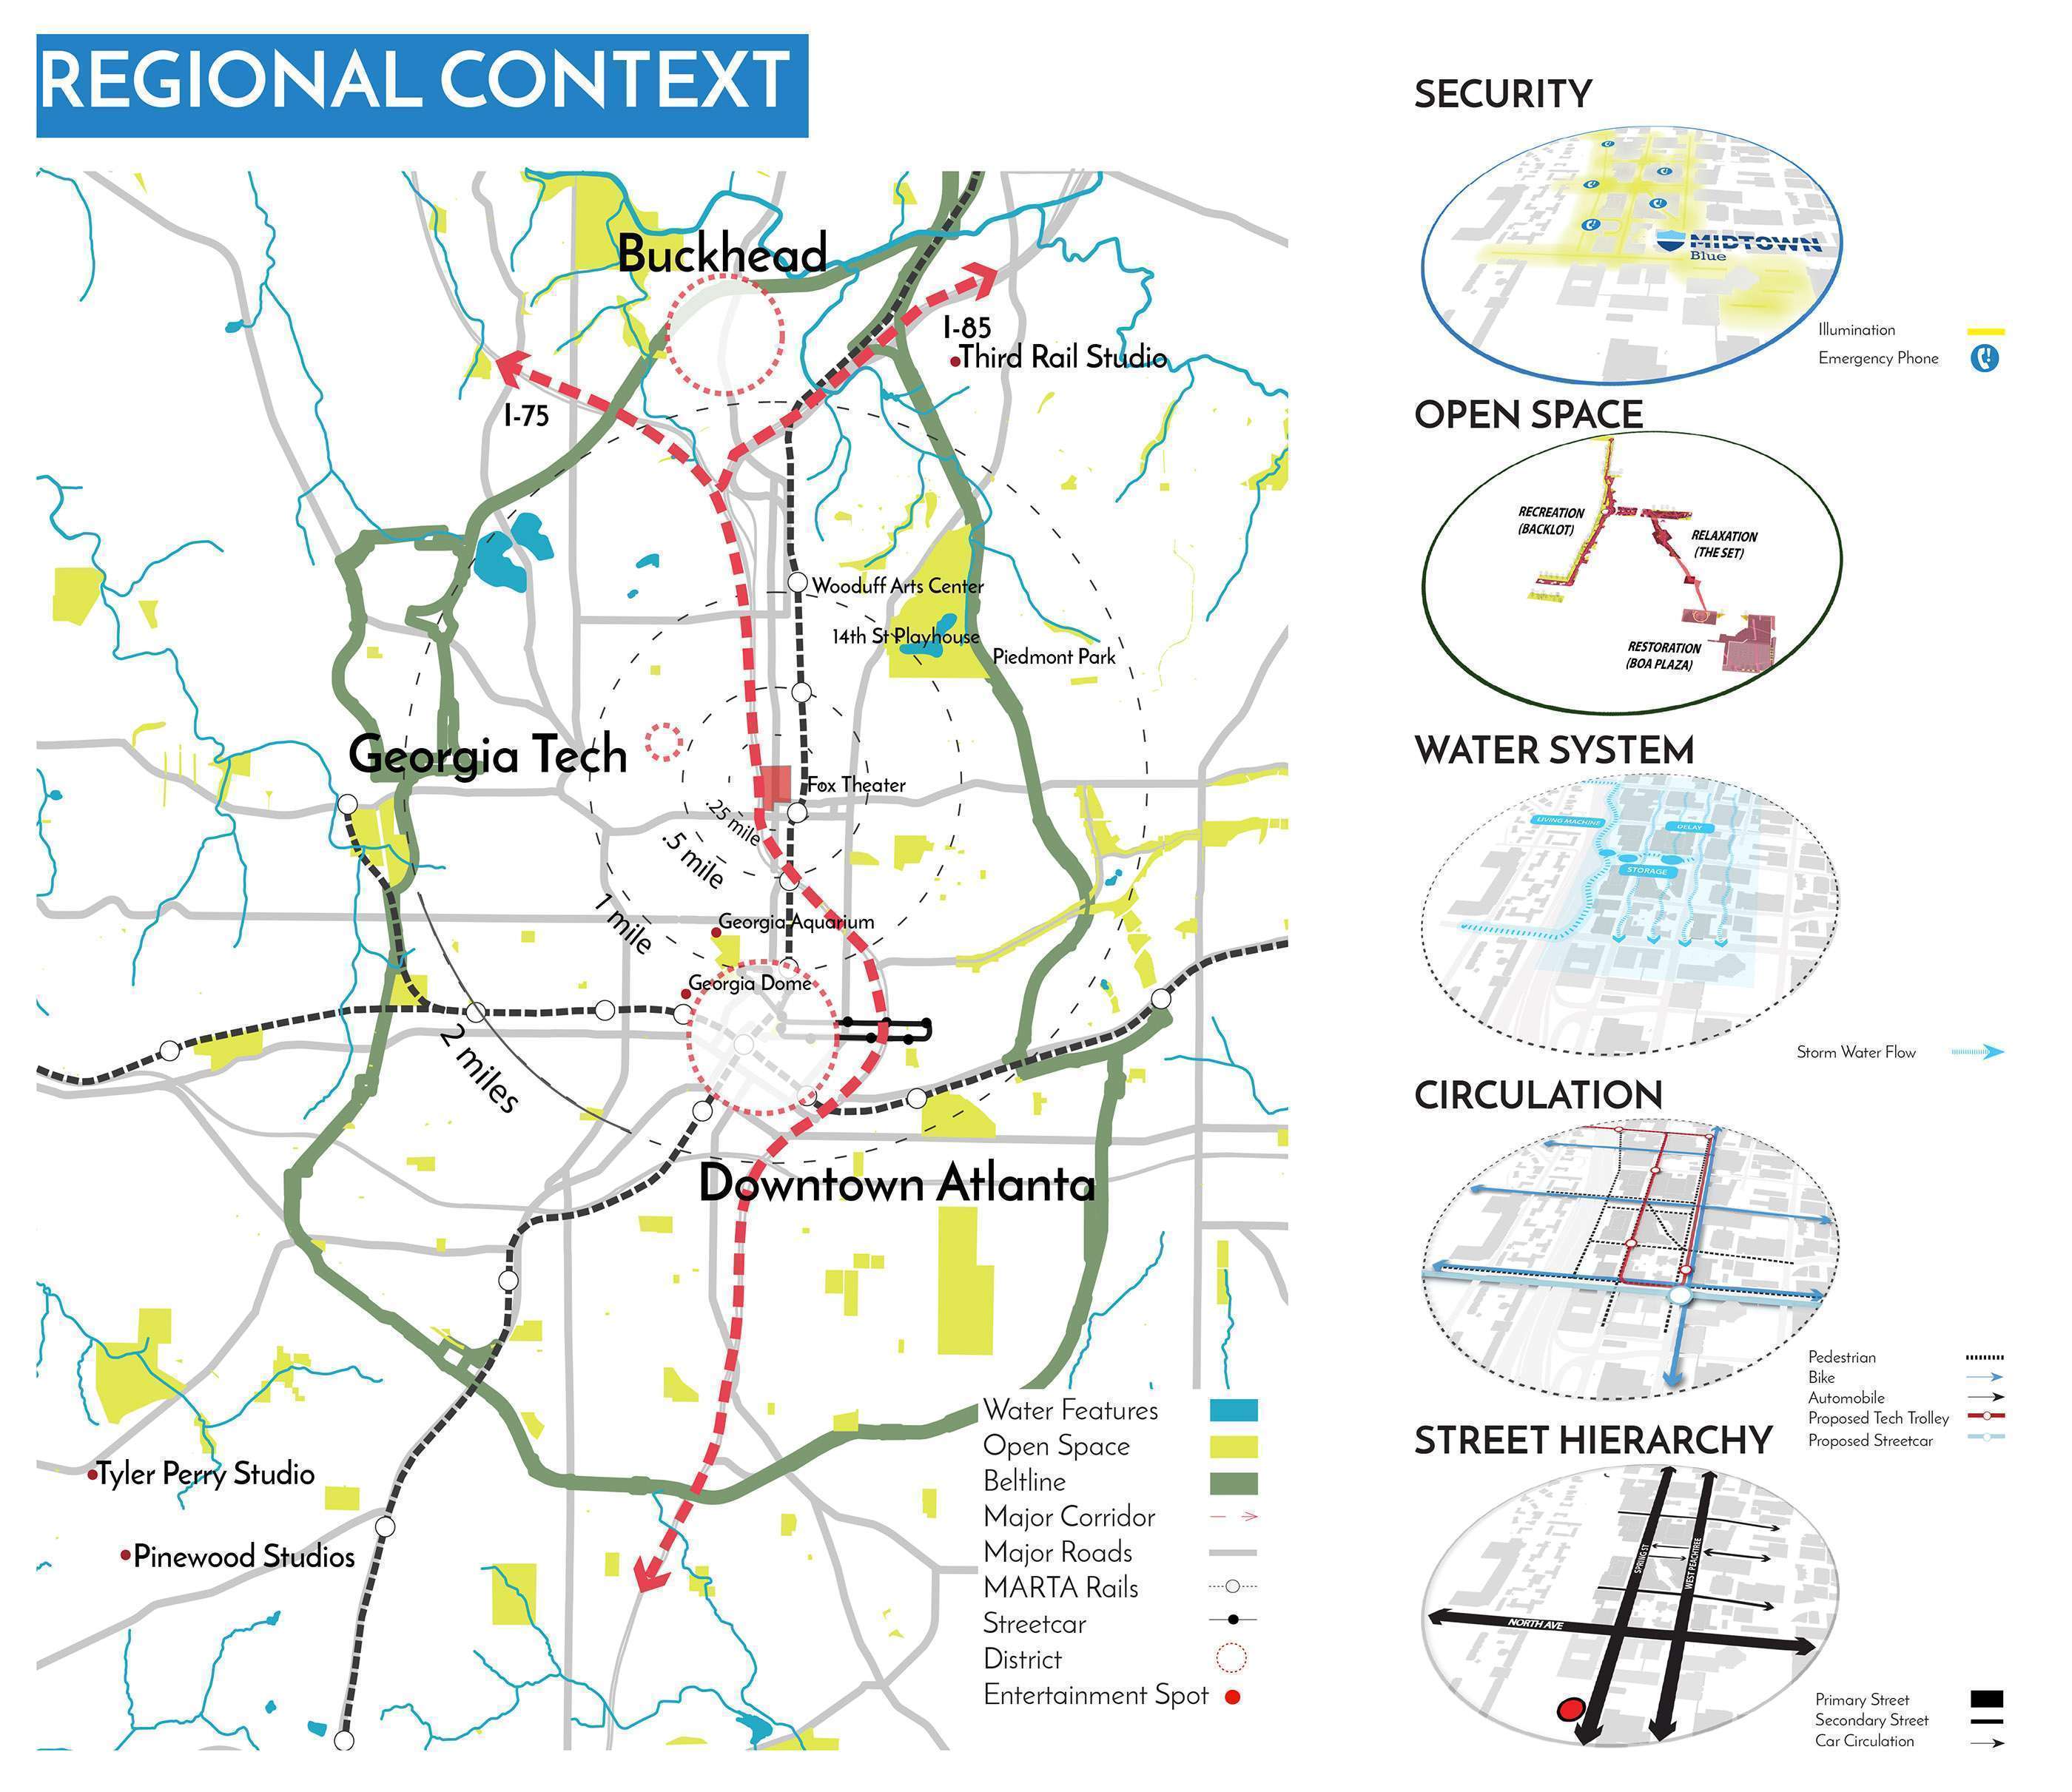 REGIONAL CONTEXT
Buckhead
I-85
Third Rail Studio
I-75
Wooduff Arts Center
14th St Playhouse
Piedmont Park
Georgia Tech
Fox Theater
.25 mile
.5 mile
1 mile
Georgia Aquarium
Georgia Dome
2 miles
Downtown Atlanta
Tyler Perry Studio
Pinewood Studios
Water Features
Open Space
Beltline
Major Corridor
Major Roads
MARTA Rails
Streetcar
District
Entertainment Spot
SECURITY
MIDTOWN
Blue
Illumination
Emergency Phone
OPEN SPACE
RECREATION
(BACKLOT)
RELAXATION
(THE SET)
RESTORATION
(BOA PLAZA)
WATER SYSTEM
LIVING MACHINE
DELAY
STORAGE
Storm Water Flow
CIRCULATION
Pedestrian
Bike
Automobile
Proposed Tech Trolley
Proposed Streetcar
STREET HIERARCHY
SPRING ST
WEST PEACHTREE
NORTH AVE
Primary Street
Secondary Street
Car Circulation